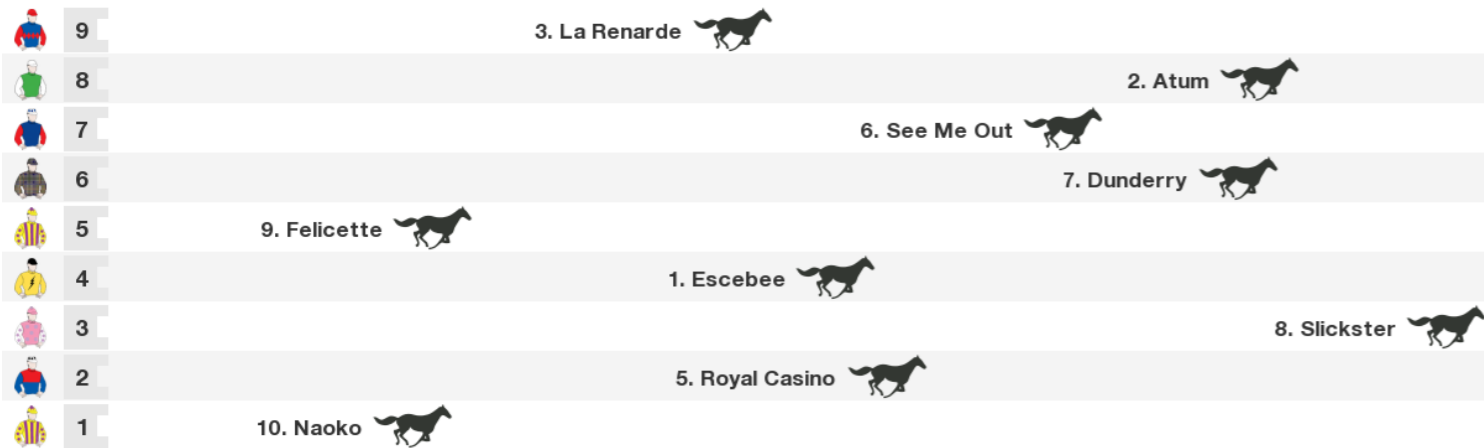 9 3. La Renarde
8 2. Atum
7 6. See Me Out
6 7. Dunderry
5 9. Felicette
4 1. Escebee
3 8. Slickster
2 5. Royal Casino
1 10. Naoko